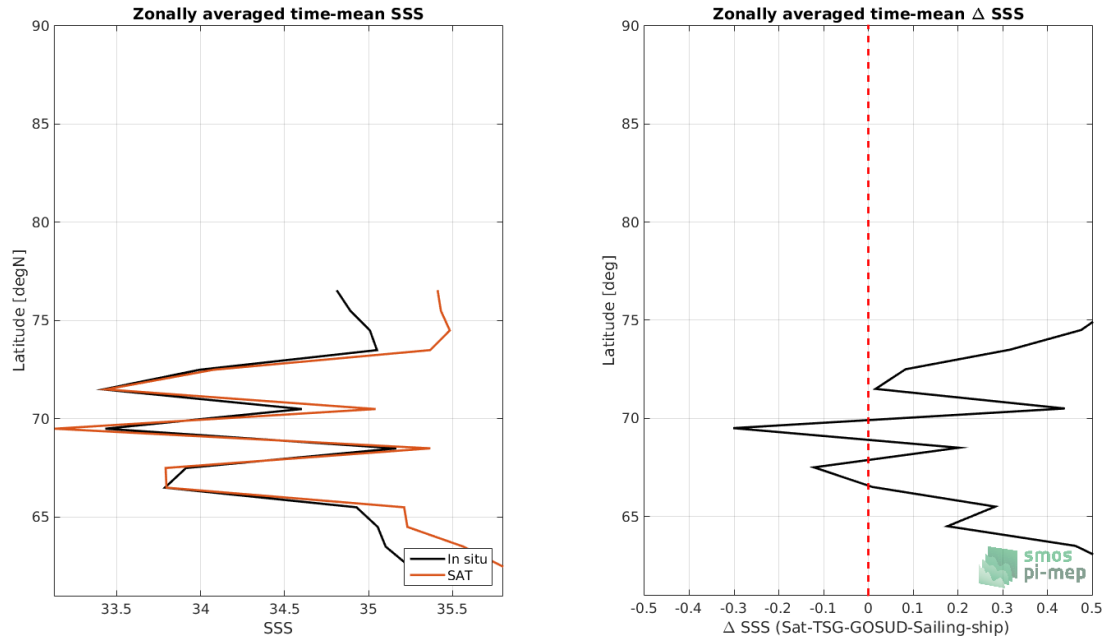 Zonally averaged time-mean SSS
90
85
80
75
70
65
Latitude [degN]
33.5 34 34.5 35 35.5
SSS
In situ
SAT
Zonally averaged time-mean Δ SSS
90
85
80
75
70
65
Latitude [deg]
-0.5 -0.4 -0.3 -0.2 -0.1 0 0.1 0.2 0.3 0.4 0.5
Δ SSS (Sat-TSG-GOSUD-Sailing-ship)
smos
pi-mep